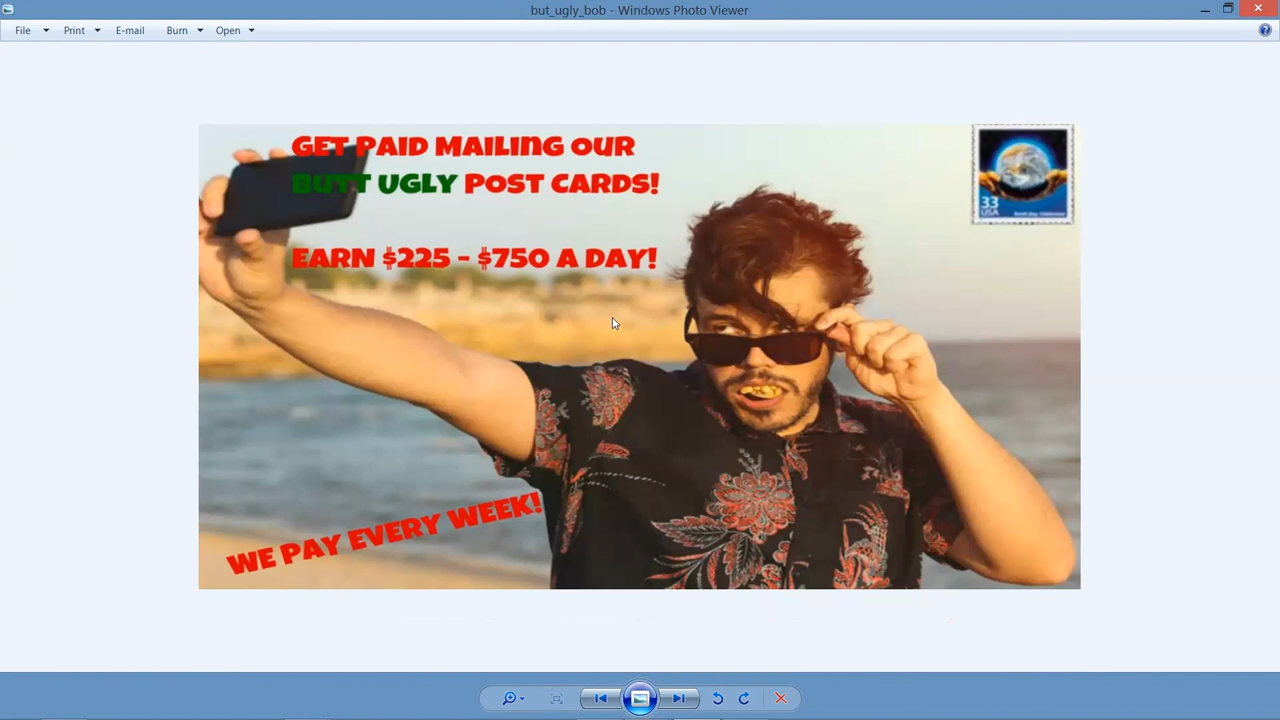 but_ugly_bob - Windows Photo Viewer
File Print E-mail Burn Open
GET PAID MAILING OUR
BUTT UGLY POST CARDS!
EARN $225 - $750 A DAY!
WE PAY EVERY WEEK!
33
USA